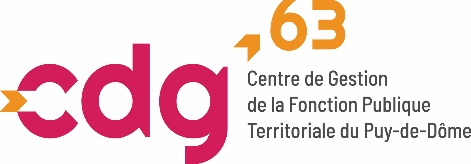 cdg
,63
Centre de Gestion
de la Fonction Publique
Territoriale du Puy-de-Dôme